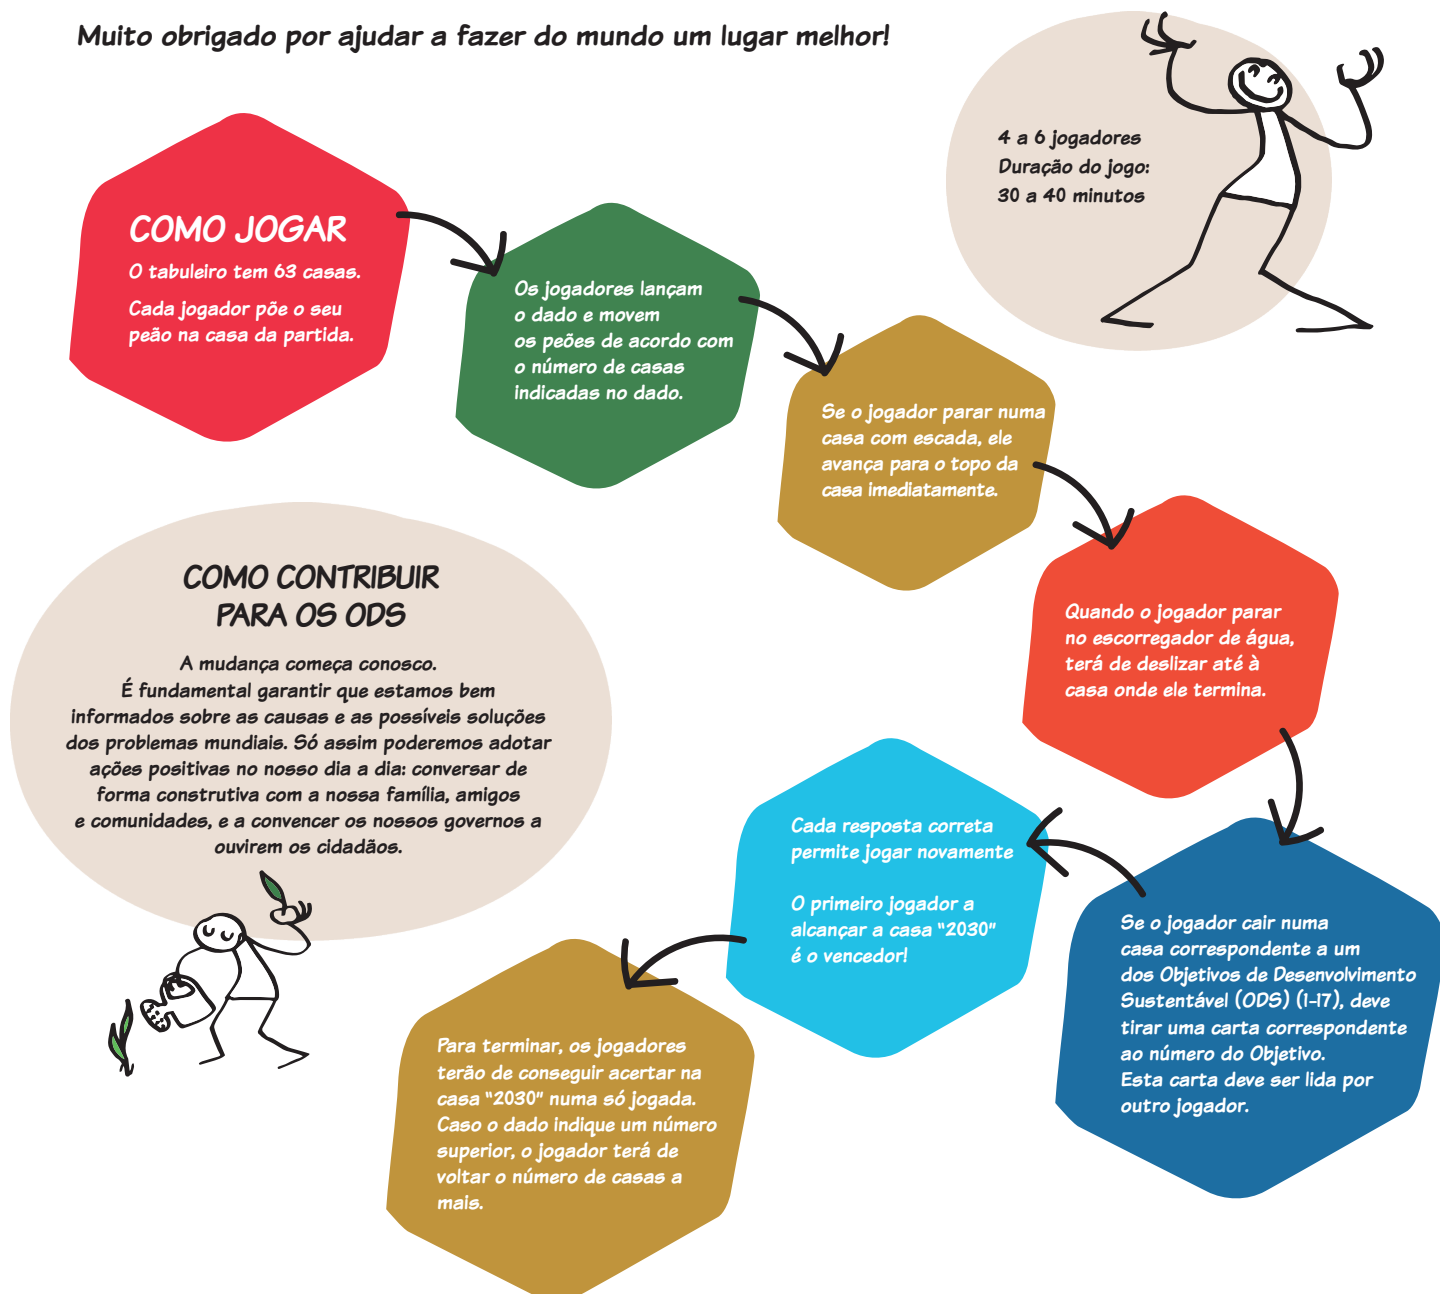 Muito obrigado por ajudar a fazer do mundo um lugar melhor!
4 a 6 jogadores
Duração do jogo:
30 a 40 minutos
COMO JOGAR
O tabuleiro tem 63 casas.
Cada jogador põe o seu
peão na casa da partida.
Os jogadores lançam
o dado e movem
os peões de acordo com
o número de casas
indicadas no dado.
Se o jogador parar numa
casa com escada, ele
avança para o topo da
casa imediatamente.
Quando o jogador parar
no escorregador de água,
terá de deslizar até à
casa onde ele termina.
Se o jogador cair numa
casa correspondente a um
dos Objetivos de Desenvolvimento
Sustentável (ODS) (1-17), deve
tirar uma carta correspondente
ao número do Objetivo.
Esta carta deve ser lida por
outro jogador.
Cada resposta correta
permite jogar novamente
O primeiro jogador a
alcançar a casa "2030"
é o vencedor!
Para terminar, os jogadores
terão de conseguir acertar na
casa "2030" numa só jogada.
Caso o dado indique um número
superior, o jogador terá de
voltar o número de casas a
mais.
COMO CONTRIBUIR
PARA OS ODS
A mudança começa conosco.
É fundamental garantir que estamos bem
informados sobre as causas e as possíveis soluções
dos problemas mundiais. Só assim poderemos adotar
ações positivas no nosso dia a dia: conversar de
forma construtiva com a nossa família, amigos
e comunidades, e a convencer os nossos governos a
ouvirem os cidadãos.